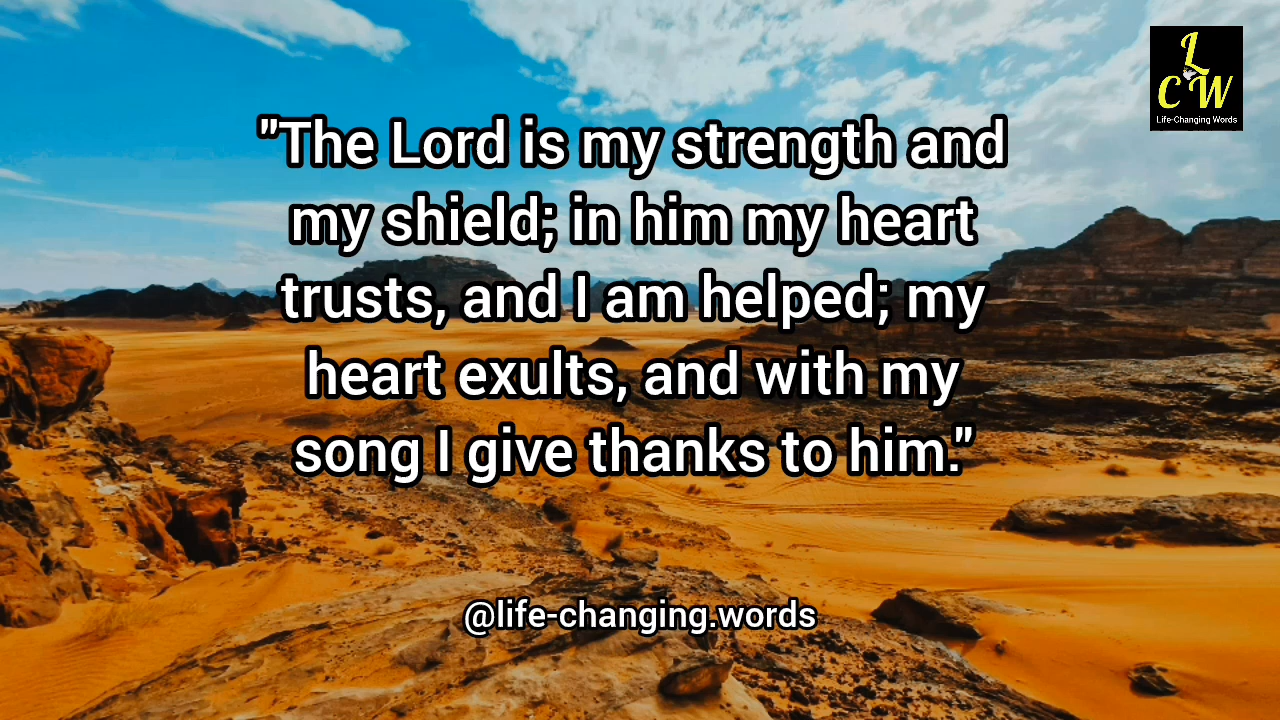 L
C W
Life-Changing Words
"The Lord is my strength and
my shield; in him my heart
trusts, and I am helped; my
heart exults, and with my
song I give thanks to him."
@life-changing.words